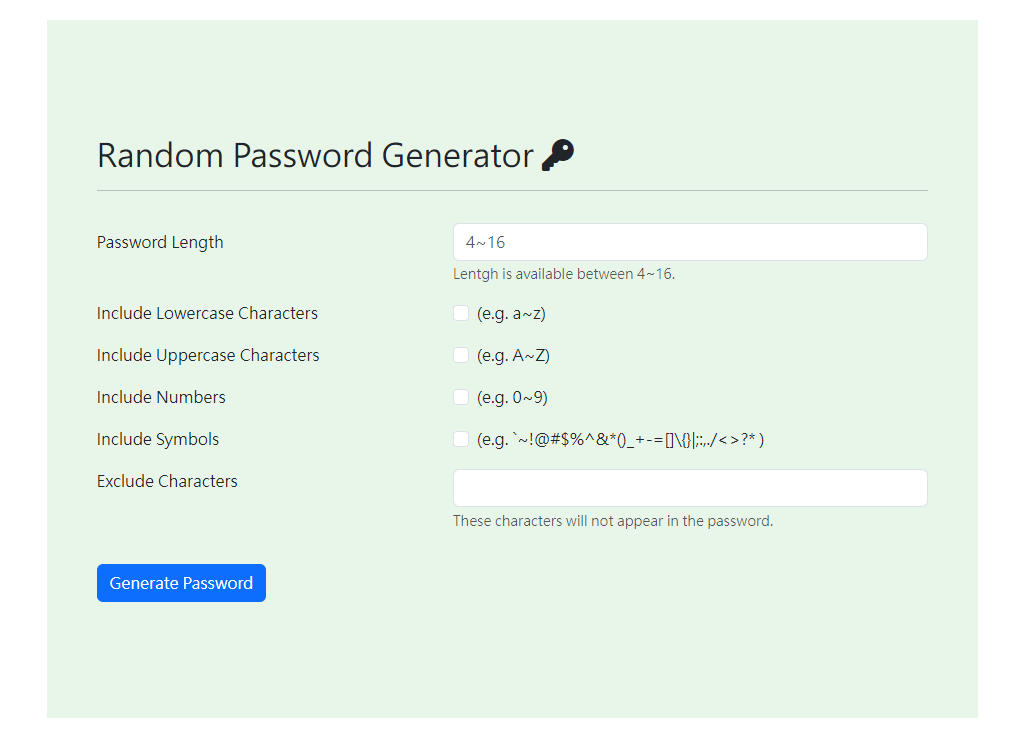 Random Password Generator
Password Length
4~16
Lentgh is available between 4~16.
Include Lowercase Characters
(e.g. a~z)
Include Uppercase Characters
(e.g. A~Z)
Include Numbers
(e.g. 0~9)
Include Symbols
(e.g. `~!@#$%^&*()_+-=[]\{}|;:,./<>?* )
Exclude Characters
These characters will not appear in the password.
Generate Password